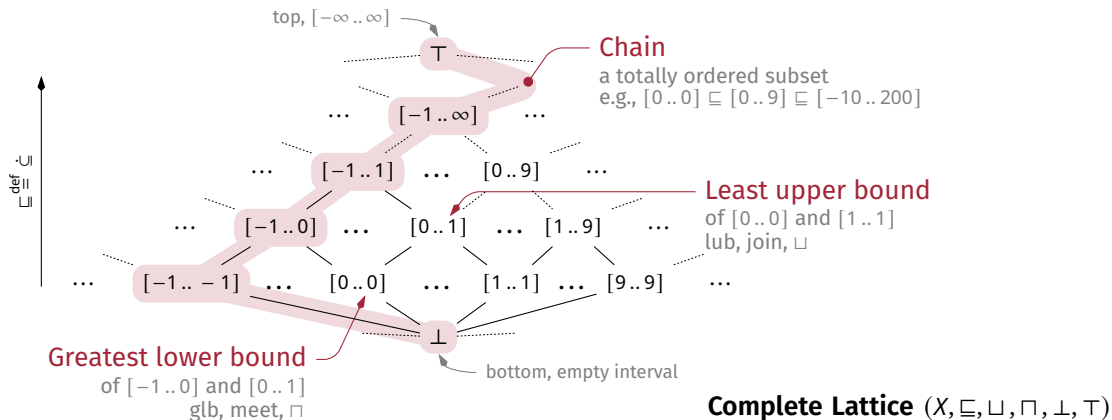 top, [-∞ .. ∞]
⊤
Chain
a totally ordered subset
e.g., [0 .. 0] ⊑ [0 .. 9] ⊑ [-10 .. 200]
... [-1 .. ∞] ...
... [-1 .. 1] ... [0 .. 9] ...
⊑ def= ⊆̇
Least upper bound
of [0 .. 0] and [1 .. 1]
lub, join, ⊔
... [-1 .. 0] ... [0 .. 1] ... [1 .. 9] ...
... [-1 .. -1] ... [0 .. 0] ... [1 .. 1] ... [9 .. 9] ...
⊥
Greatest lower bound
of [-1 .. 0] and [0 .. 1]
glb, meet, ⊓
bottom, empty interval
Complete Lattice (X, ⊑, ⊔, ⊓, ⊥, ⊤)